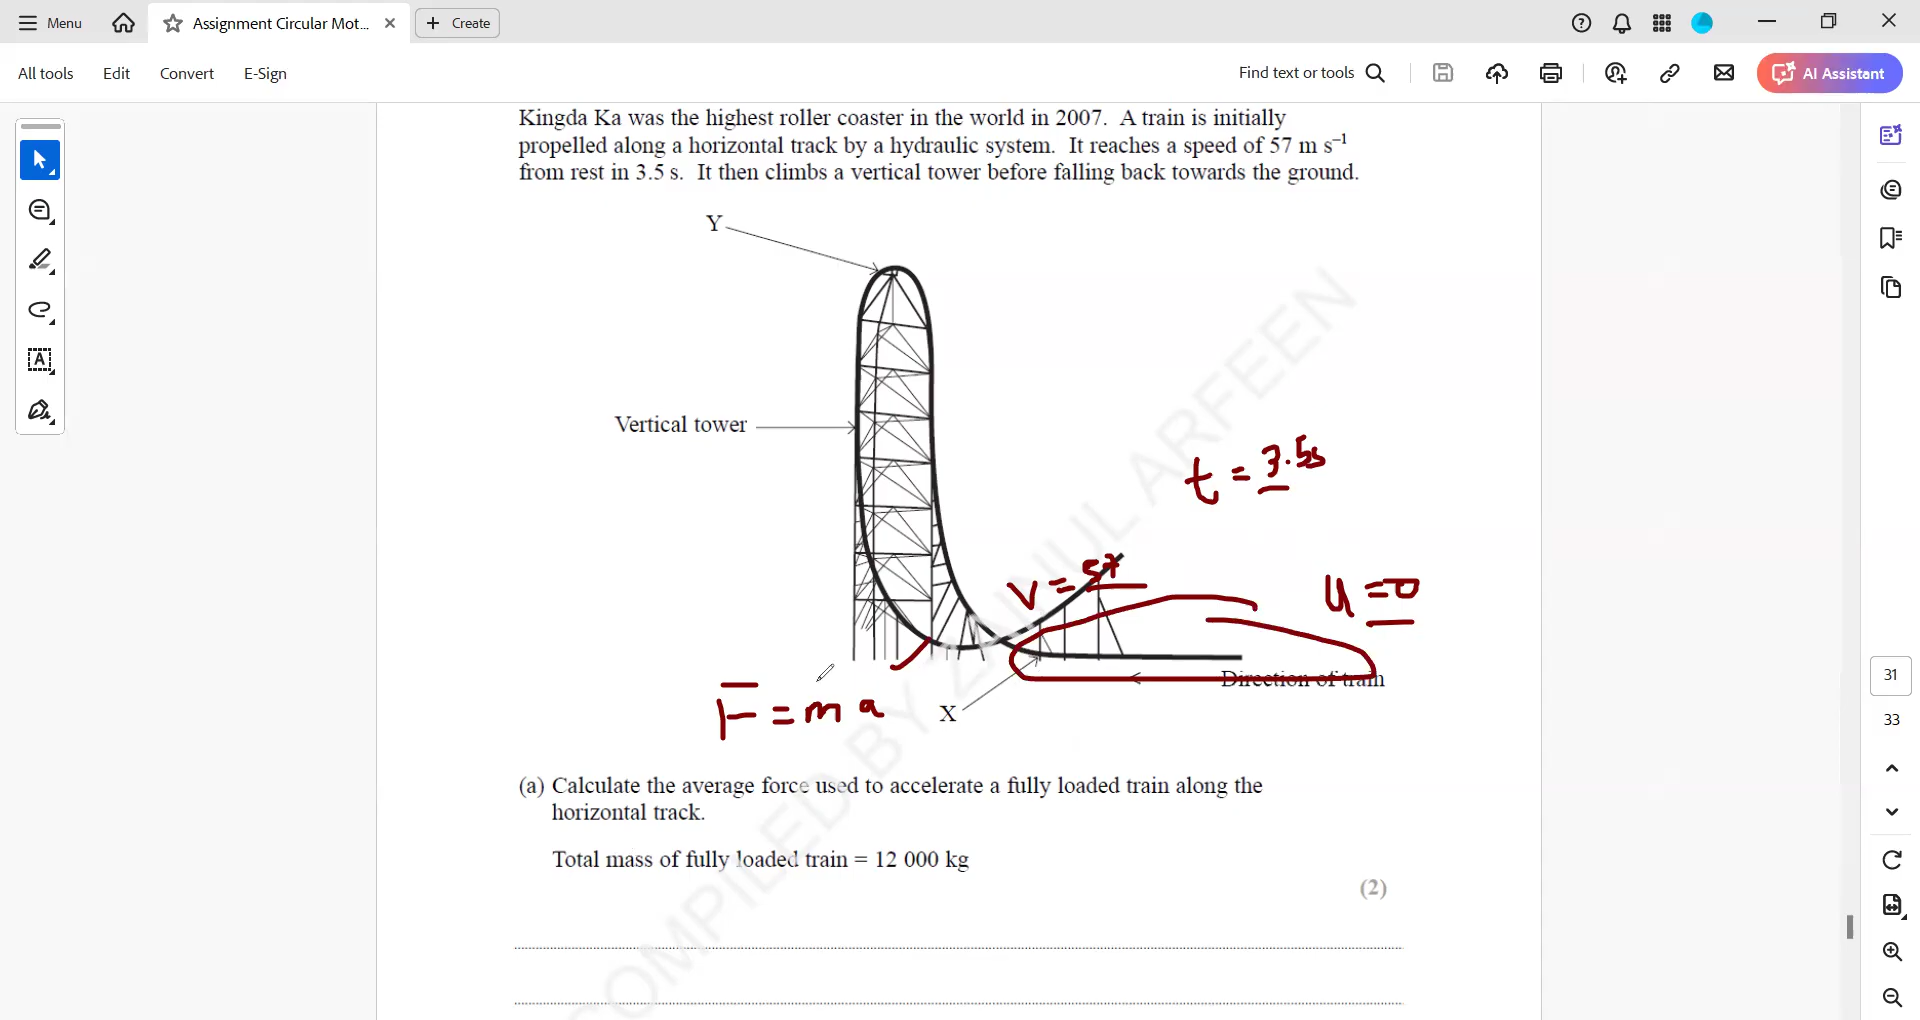 Menu
Assignment Circular Mot...
Create
All tools
Edit
Convert
E-Sign
Find text or tools
AI Assistant
Kingda Ka was the highest roller coaster in the world in 2007. A train is initially
propelled along a horizontal track by a hydraulic system. It reaches a speed of 57 m s⁻¹
from rest in 3.5 s. It then climbs a vertical tower before falling back towards the ground.
Y
Vertical tower
t = 3.5s
v = 57
u = 0
Direction of train
F = m a
X
(a) Calculate the average force used to accelerate a fully loaded train along the
horizontal track.
Total mass of fully loaded train = 12 000 kg
(2)
COMPILED BY ZAINUL ARFEEN
31
33